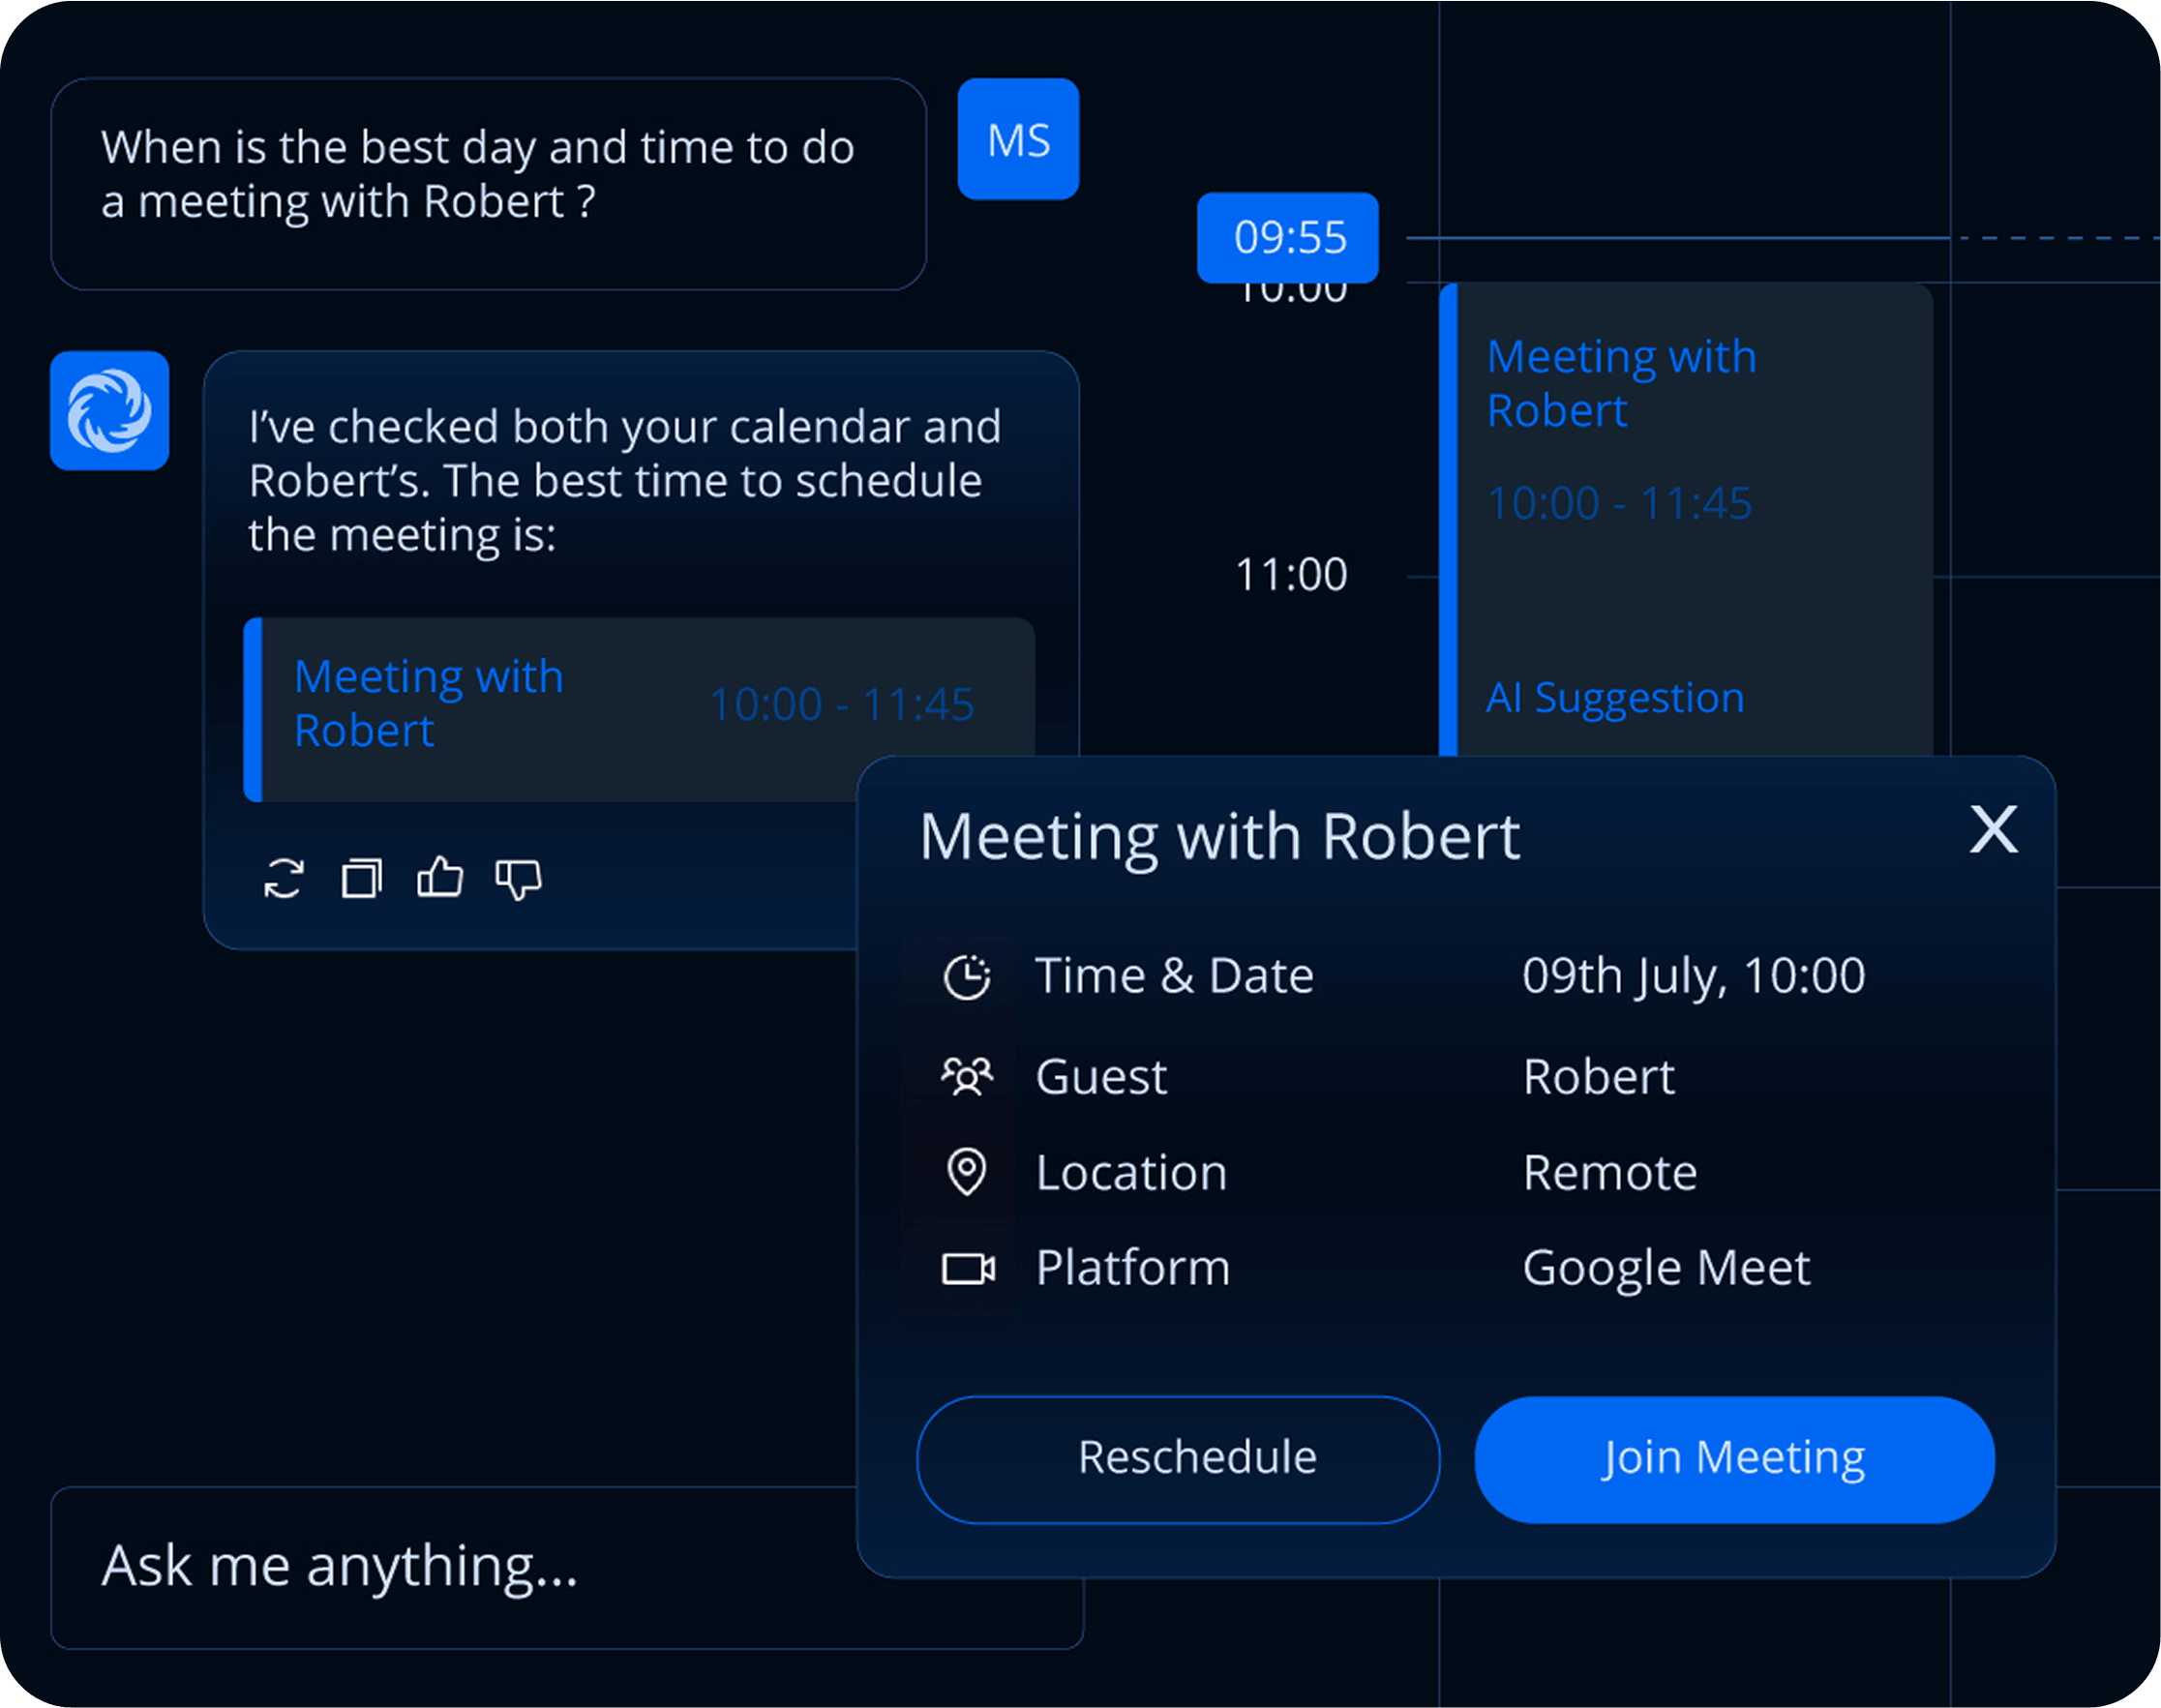 When is the best day and time to do
a meeting with Robert ?
MS
I’ve checked both your calendar and
Robert’s. The best time to schedule
the meeting is:
Meeting with
Robert
10:00 - 11:45
Ask me anything...
09:55
10:00
Meeting with
Robert
10:00 - 11:45
11:00
AI Suggestion
Meeting with Robert
X
Time & Date
09th July, 10:00
Guest
Robert
Location
Remote
Platform
Google Meet
Reschedule
Join Meeting